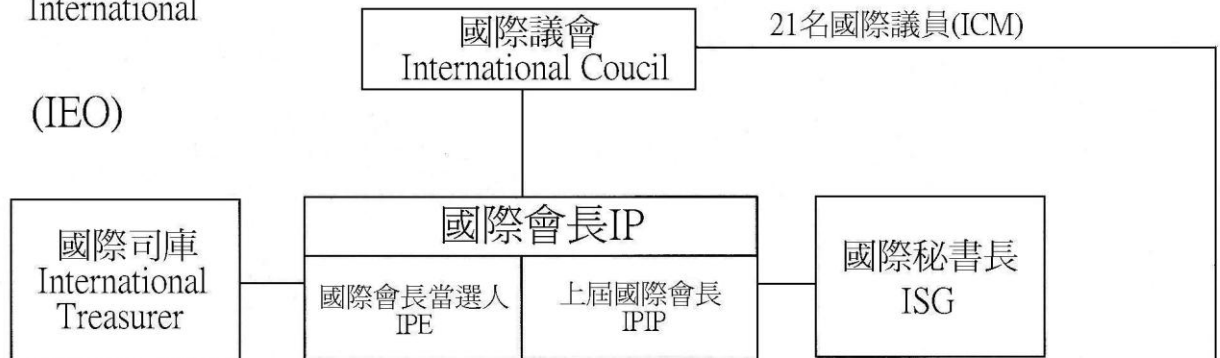 International
(IEO)
國際議會
International Coucil
21名國際議員(ICM)
國際司庫
International
Treasurer
國際會長IP
國際會長當選人
IPE
上屆國際會長
IPIP
國際秘書長
ISG